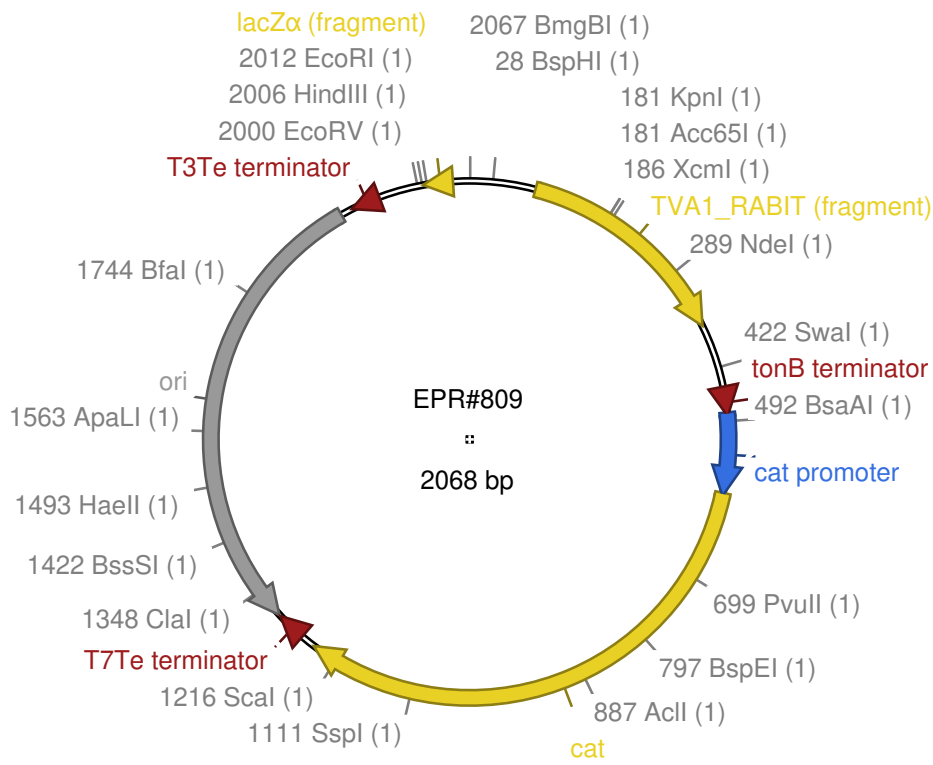 lacZα (fragment)
2067 BmgBI (1)
2012 EcoRI (1)
28 BspHI (1)
2006 HindIII (1)
181 KpnI (1)
2000 EcoRV (1)
181 Acc65I (1)
T3Te terminator
186 XcmI (1)
TVA1_RABIT (fragment)
289 NdeI (1)
1744 BfaI (1)
422 SwaI (1)
tonB terminator
ori
EPR#809
492 BsaAI (1)
1563 ApaLI (1)
2068 bp
cat promoter
1493 HaeII (1)
1422 BssSI (1)
699 PvuII (1)
1348 ClaI (1)
T7Te terminator
797 BspEI (1)
1216 ScaI (1)
887 AclI (1)
1111 SspI (1)
cat